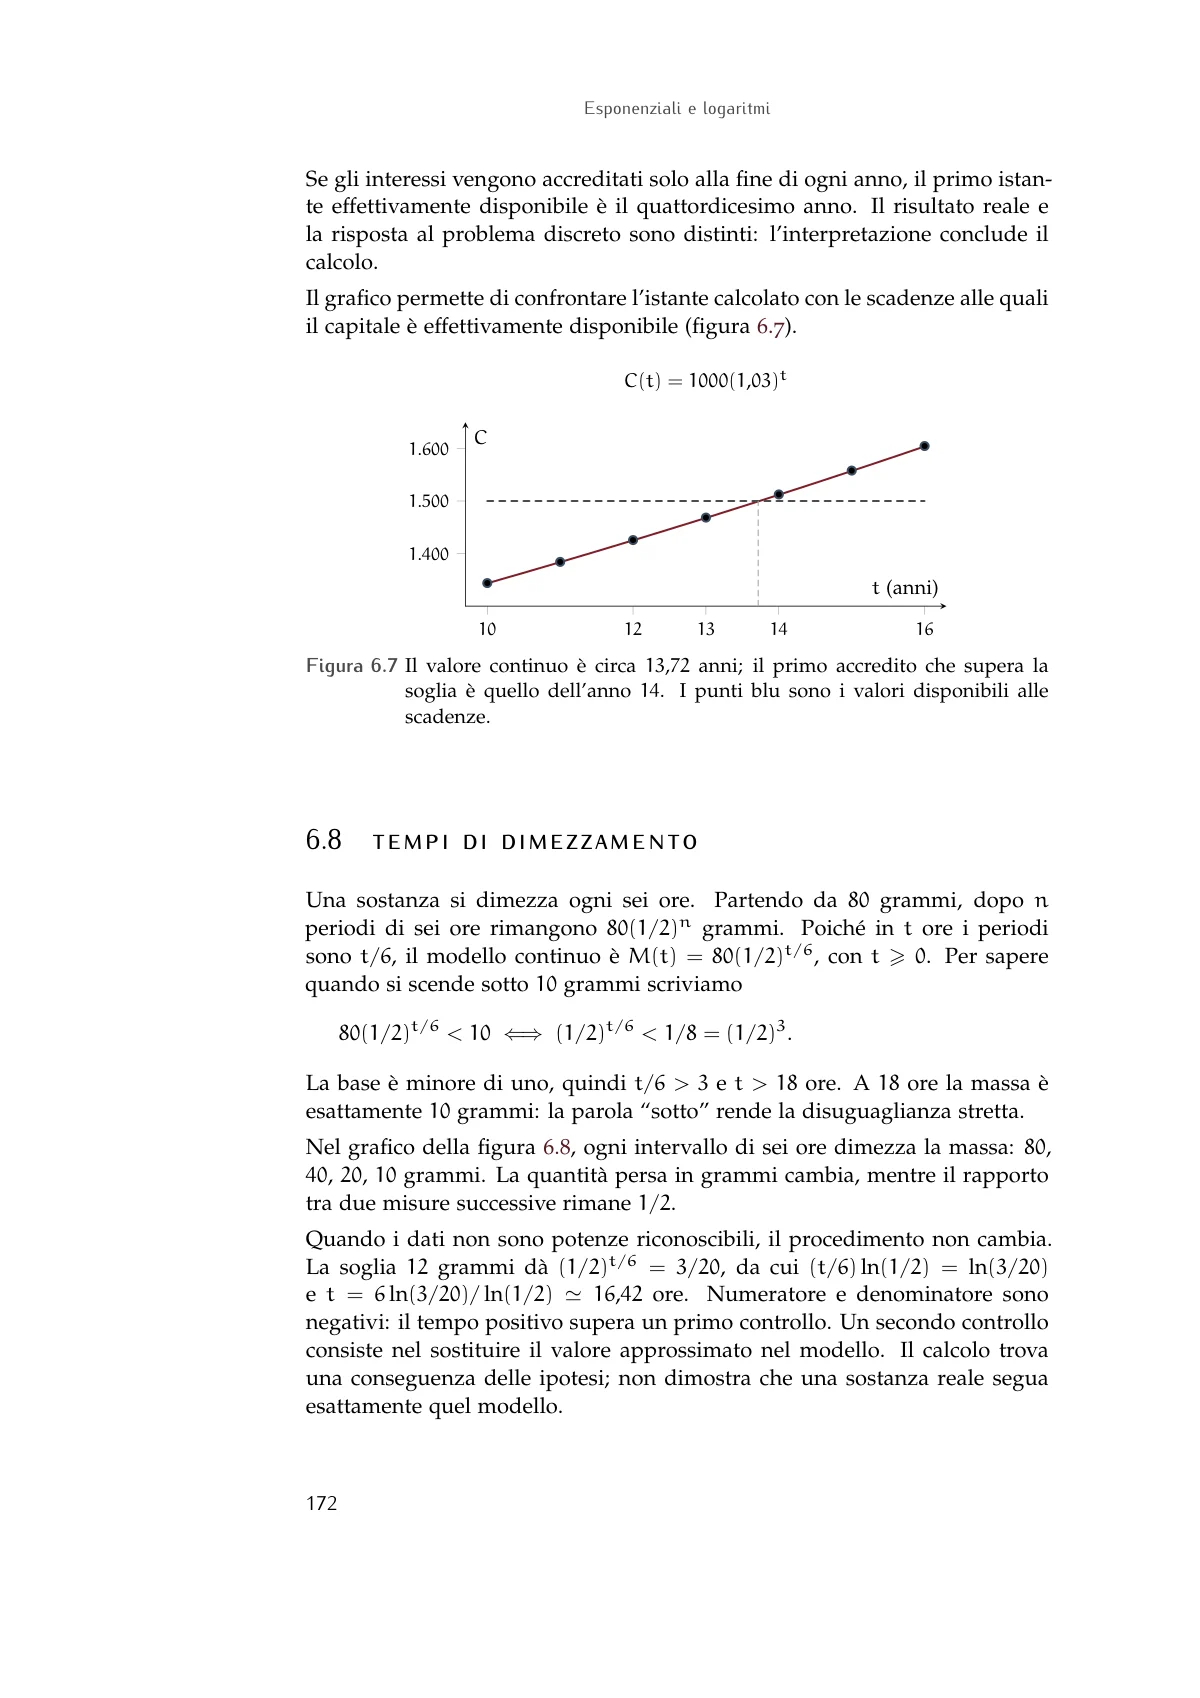 Esponenziali e logaritmi
Se gli interessi vengono accreditati solo alla fine di ogni anno, il primo istan-
te effettivamente disponibile è il quattordicesimo anno. Il risultato reale e
la risposta al problema discreto sono distinti: l'interpretazione conclude il
calcolo.
Il grafico permette di confrontare l'istante calcolato con le scadenze alle quali
il capitale è effettivamente disponibile (figura 6.7).
C(t) = 1000(1,03)^t
C
1.600
1.500
1.400
t (anni)
10 12 13 14 16
Figura 6.7 Il valore continuo è circa 13,72 anni; il primo accredito che supera la
soglia è quello dell'anno 14. I punti blu sono i valori disponibili alle
scadenze.
6.8 TEMPI DI DIMEZZAMENTO
Una sostanza si dimezza ogni sei ore. Partendo da 80 grammi, dopo n
periodi di sei ore rimangono 80(1/2)^n grammi. Poiché in t ore i periodi
sono t/6, il modello continuo è M(t) = 80(1/2)^{t/6}, con t ⩾ 0. Per sapere
quando si scende sotto 10 grammi scriviamo
80(1/2)^{t/6} < 10 ⟺ (1/2)^{t/6} < 1/8 = (1/2)^3.
La base è minore di uno, quindi t/6 > 3 e t > 18 ore. A 18 ore la massa è
esattamente 10 grammi: la parola “sotto” rende la disuguaglianza stretta.
Nel grafico della figura 6.8, ogni intervallo di sei ore dimezza la massa: 80,
40, 20, 10 grammi. La quantità persa in grammi cambia, mentre il rapporto
tra due misure successive rimane 1/2.
Quando i dati non sono potenze riconoscibili, il procedimento non cambia.
La soglia 12 grammi dà (1/2)^{t/6} = 3/20, da cui (t/6) ln(1/2) = ln(3/20)
e t = 6 ln(3/20)/ ln(1/2) ≃ 16,42 ore. Numeratore e denominatore sono
negativi: il tempo positivo supera un primo controllo. Un secondo controllo
consiste nel sostituire il valore approssimato nel modello. Il calcolo trova
una conseguenza delle ipotesi; non dimostra che una sostanza reale segua
esattamente quel modello.
172